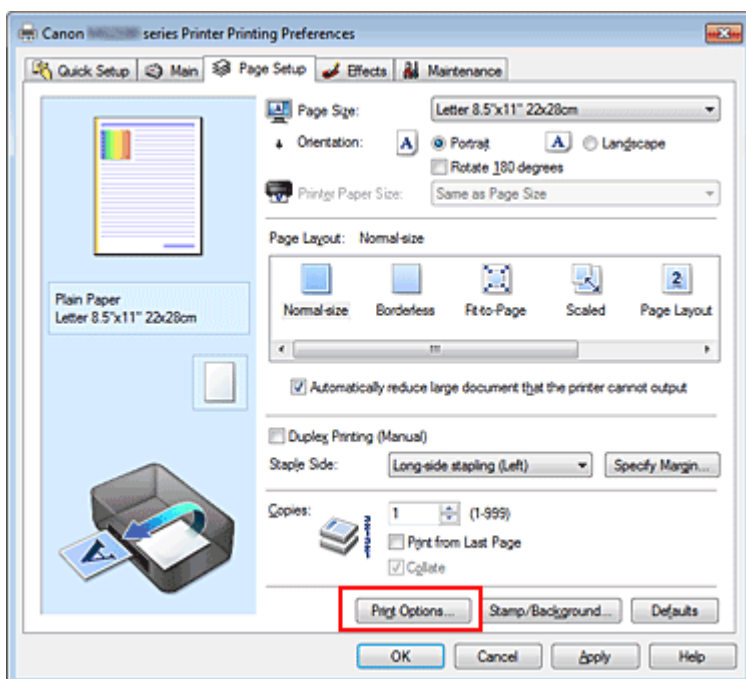 Canon series Printer Printing Preferences
Quick Setup Main Page Setup Effects Maintenance
Page Size: Letter 8.5"x11" 22x28cm
Orientation: A Portrait A Landscape
Rotate 180 degrees
Printer Paper Size: Same as Page Size
Page Layout: Normal-size
2
Normal-size Borderless Fit-to-Page Scaled Page Layout
Plain Paper
Letter 8.5"x11" 22x28cm
Automatically reduce large document that the printer cannot output
Duplex Printing (Manual)
Staple Side: Long-side stapling (Left) Specify Margin...
Copies: 1 (1-999)
Print from Last Page
Collate
A
Print Options... Stamp/Background... Defaults
OK Cancel Apply Help